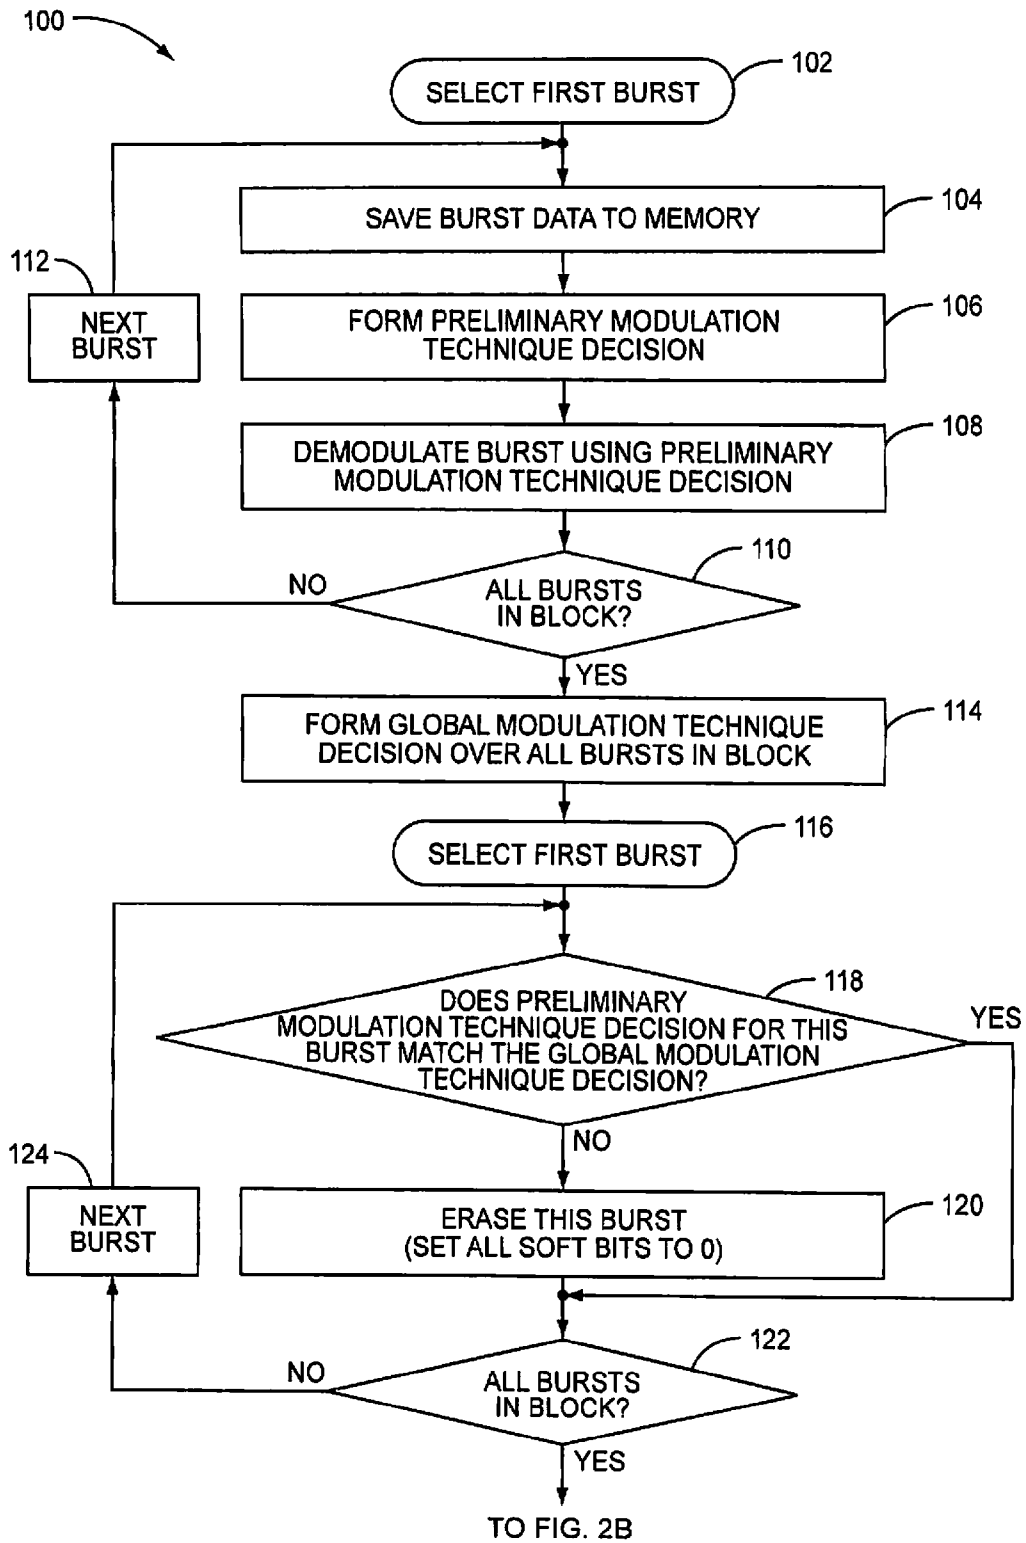 100
SELECT FIRST BURST
102
SAVE BURST DATA TO MEMORY
104
112
NEXT
BURST
FORM PRELIMINARY MODULATION
TECHNIQUE DECISION
106
DEMODULATE BURST USING PRELIMINARY
MODULATION TECHNIQUE DECISION
108
110
NO
ALL BURSTS
IN BLOCK?
YES
FORM GLOBAL MODULATION TECHNIQUE
DECISION OVER ALL BURSTS IN BLOCK
114
SELECT FIRST BURST
116
118
DOES PRELIMINARY
MODULATION TECHNIQUE DECISION FOR THIS
BURST MATCH THE GLOBAL MODULATION
TECHNIQUE DECISION?
YES
NO
124
NEXT
BURST
ERASE THIS BURST
(SET ALL SOFT BITS TO 0)
120
122
NO
ALL BURSTS
IN BLOCK?
YES
TO FIG. 2B